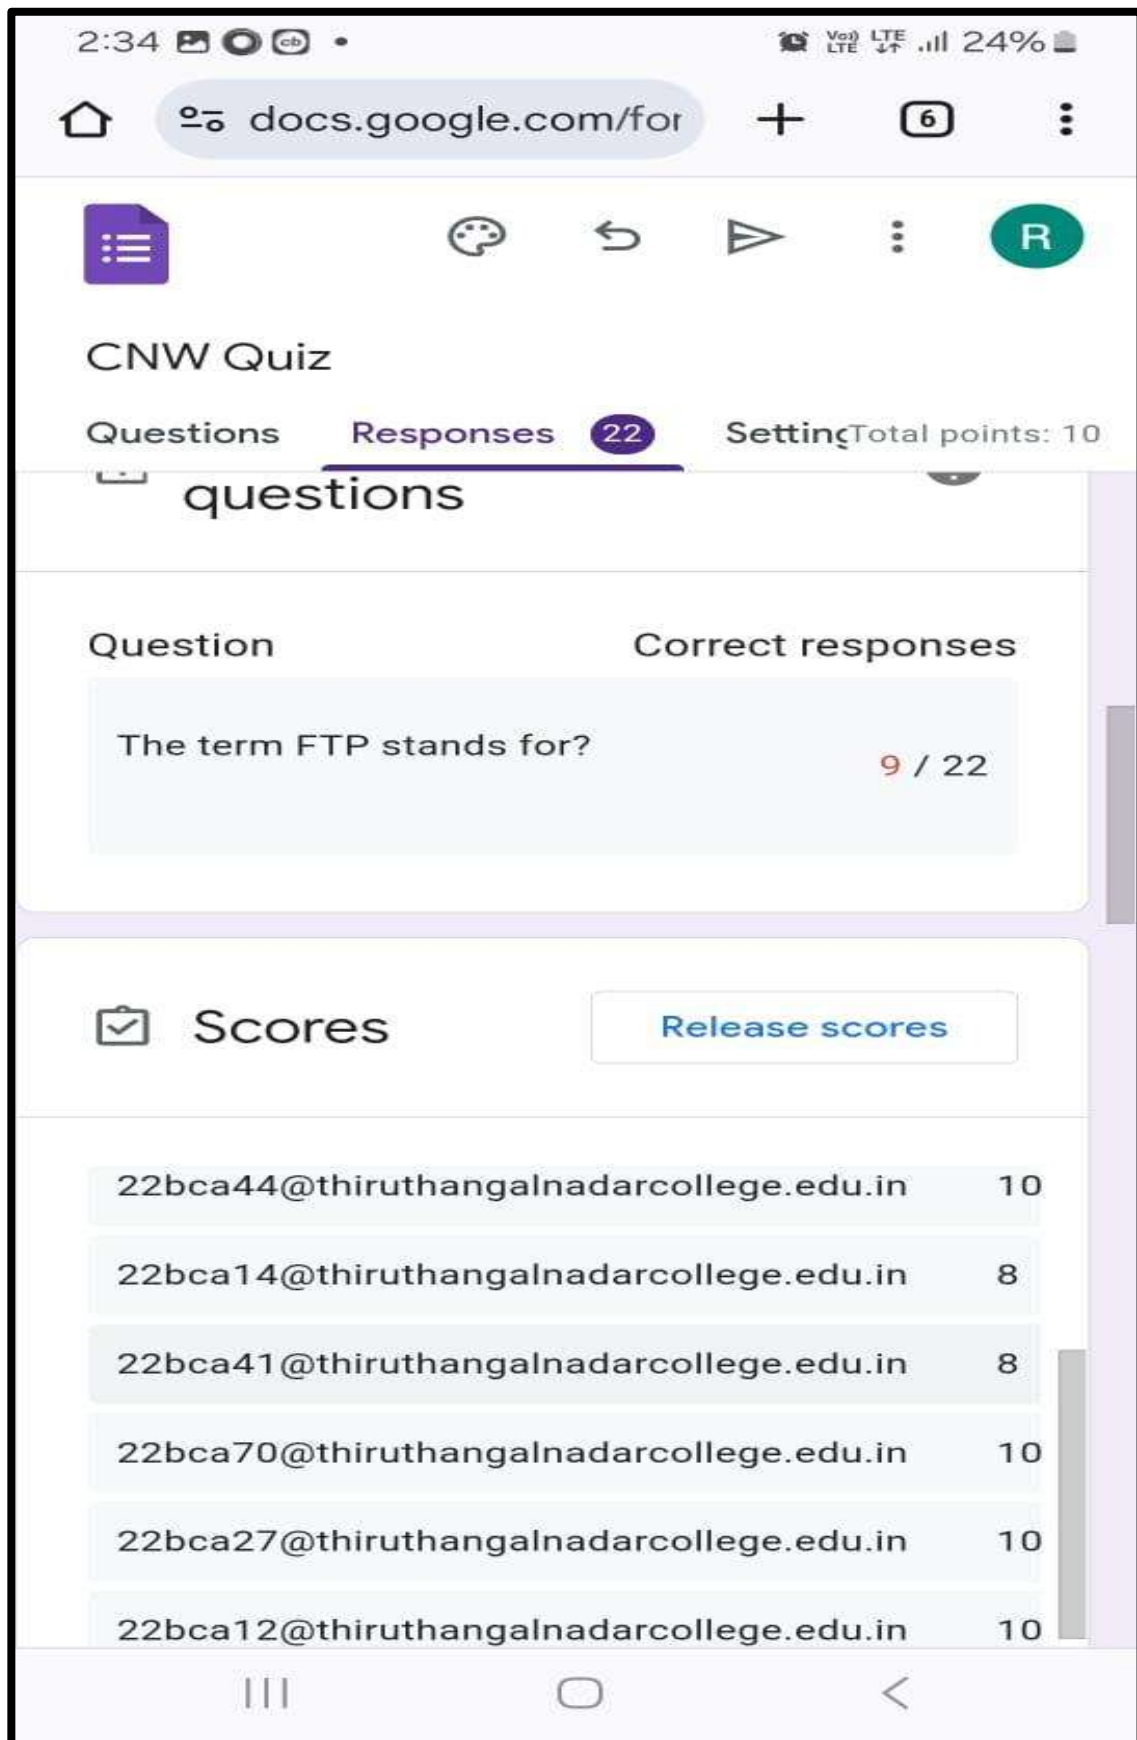 2:34 24%
docs.google.com/for 6
R
CNW Quiz
Questions Responses 22 Setting Total points: 10
questions
Question Correct responses
The term FTP stands for?
9 / 22
Scores Release scores
22bca44@thiruthangalnadarcollege.edu.in 10
22bca14@thiruthangalnadarcollege.edu.in 8
22bca41@thiruthangalnadarcollege.edu.in 8
22bca70@thiruthangalnadarcollege.edu.in 10
22bca27@thiruthangalnadarcollege.edu.in 10
22bca12@thiruthangalnadarcollege.edu.in 10